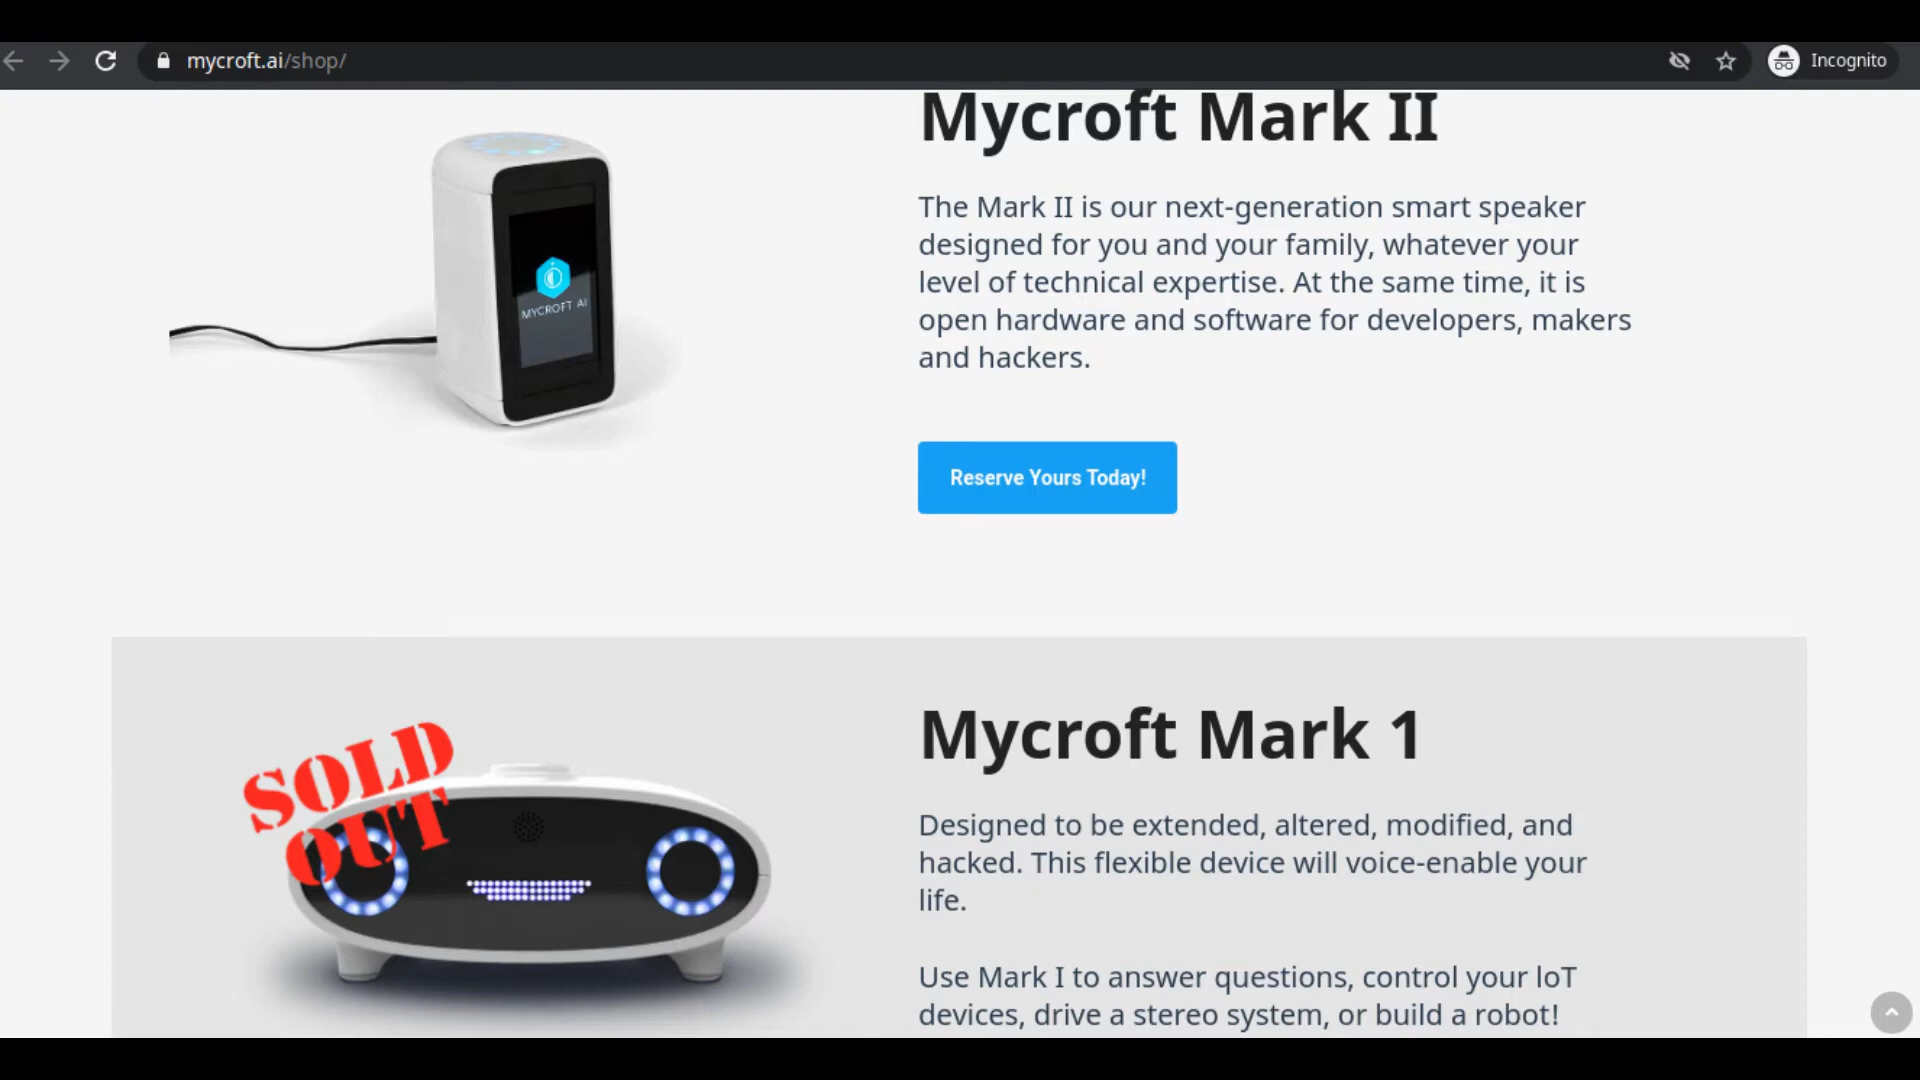 mycroft.ai/shop/
Incognito
Mycroft Mark II
The Mark II is our next-generation smart speaker
designed for you and your family, whatever your
level of technical expertise. At the same time, it is
open hardware and software for developers, makers
and hackers.
MYCROFT AI
Reserve Yours Today!
SOLD
OUT
Mycroft Mark 1
Designed to be extended, altered, modified, and
hacked. This flexible device will voice-enable your
life.
Use Mark I to answer questions, control your IoT
devices, drive a stereo system, or build a robot!